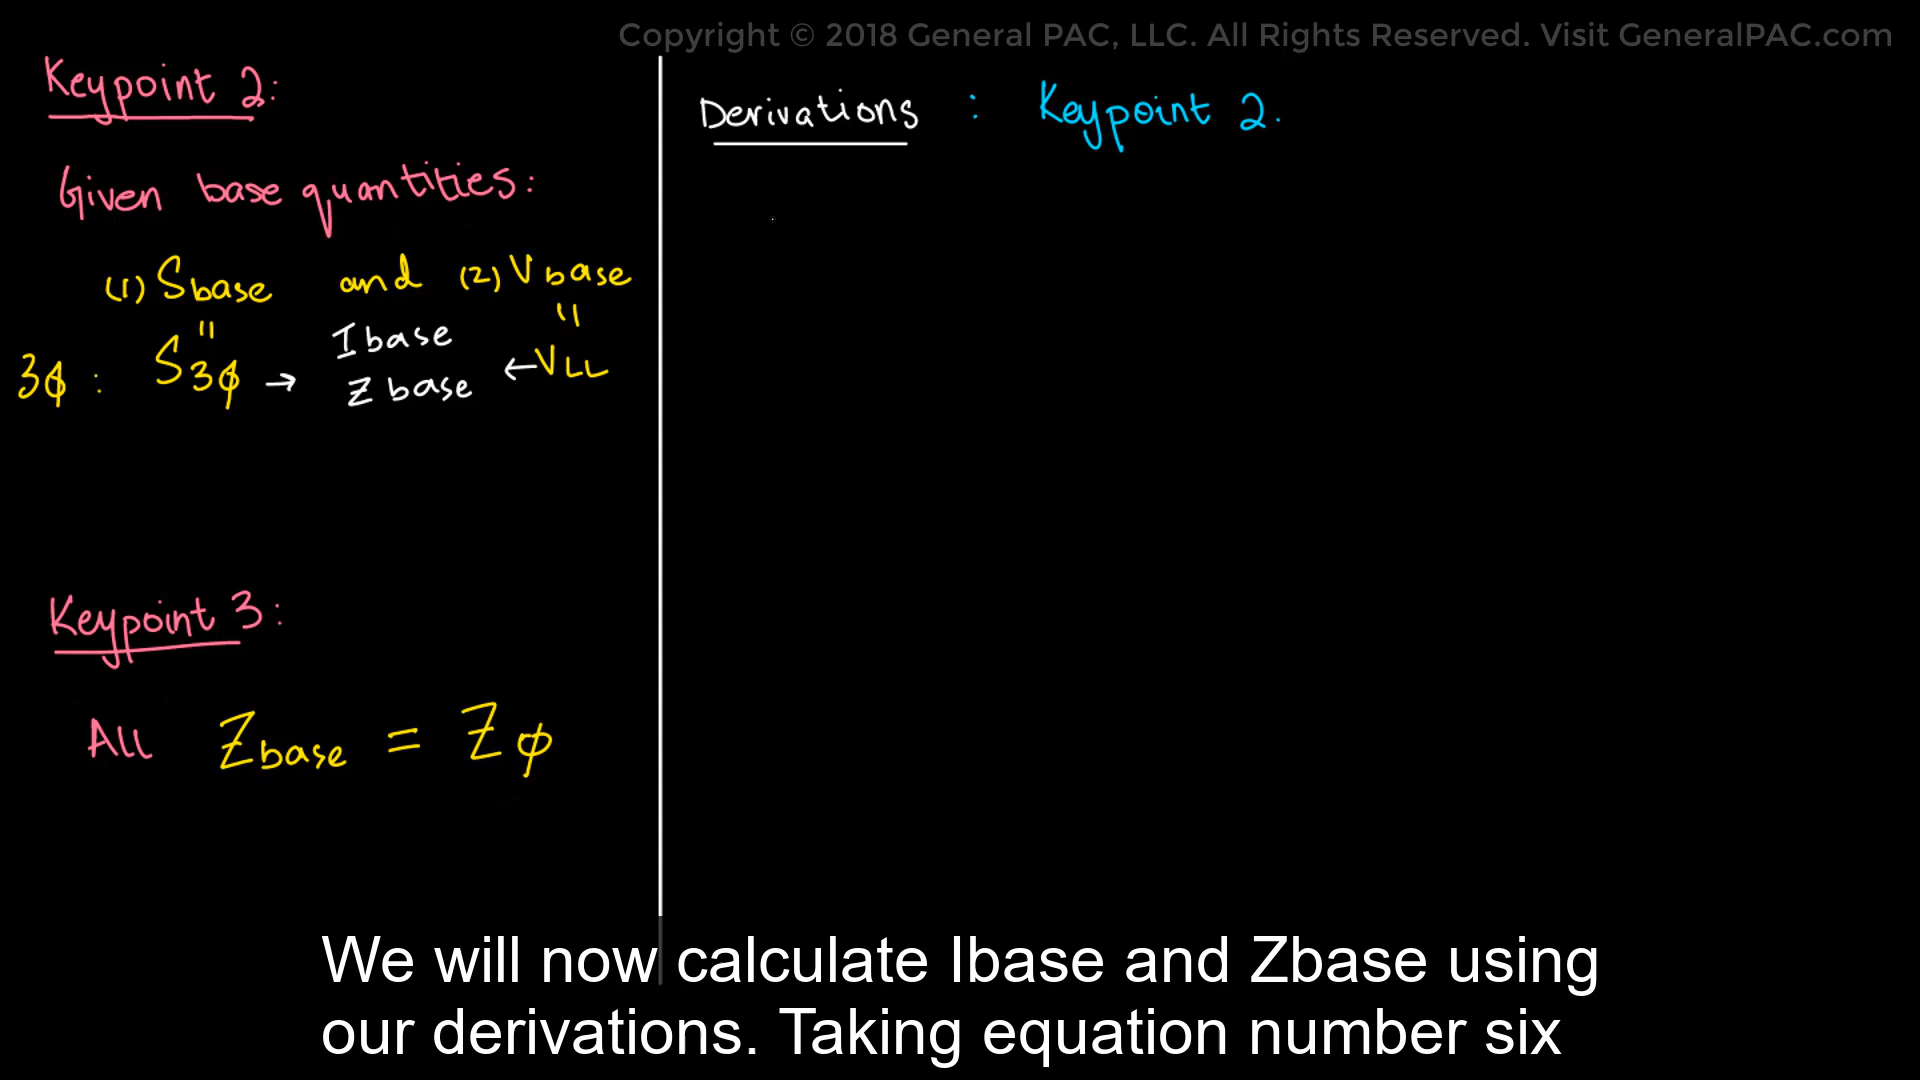 Copyright © 2018 General PAC, LLC. All Rights Reserved. Visit GeneralPAC.com
Keypoint 2:
Given base quantities:
(1) Sbase and (2) Vbase
" "
3ϕ: S3ϕ → Ibase
Zbase ← VLL
Keypoint 3:
All Zbase = Zϕ
Derivations : Keypoint 2.
We will now calculate Ibase and Zbase using
our derivations. Taking equation number six